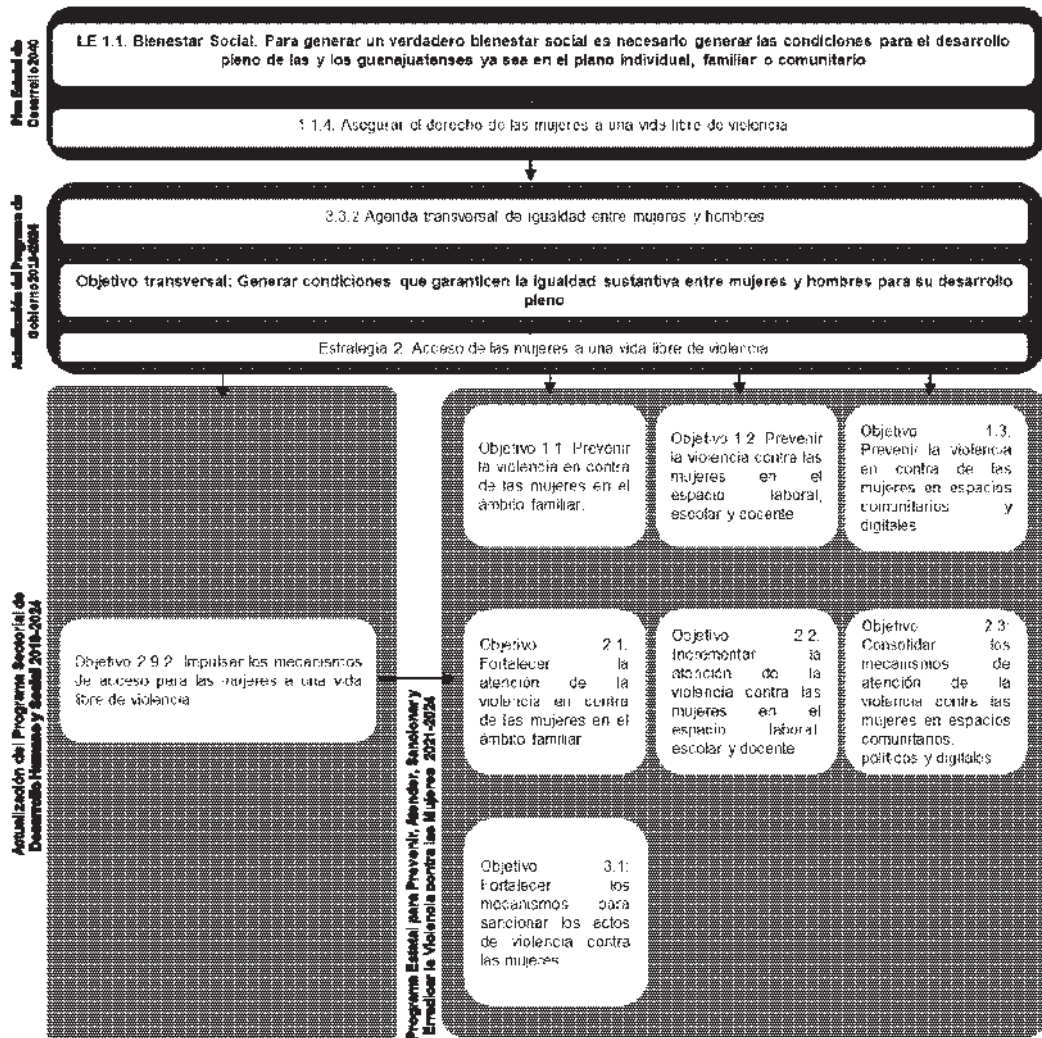 Plan Estatal de
Desarrollo 2040
LE 1.1. Bienestar Social. Para generar un verdadero bienestar social es necesario generar las condiciones para el desarrollo
pleno de las y los guanajuatenses ya sea en el plano individual, familiar o comunitario
1.1.4. Asegurar el derecho de las mujeres a una vida libre de violencia
Actualización del Programa de
Gobierno 2018-2024
3.3.2 Agenda transversal de igualdad entre mujeres y hombres
Objetivo transversal: Generar condiciones que garanticen la igualdad sustantiva entre mujeres y hombres para su desarrollo
pleno
Estrategia 2. Acceso de las mujeres a una vida libre de violencia
Actualización del Programa Sectorial de
Desarrollo Humano y Social 2019-2024
Objetivo 2.9.2. Impulsar los mecanismos
de acceso para las mujeres a una vida
libre de violencia
Programa Estatal para Prevenir, Atender, Sancionar y
Erradicar la Violencia contra las Mujeres 2021-2024
Objetivo 1.1. Prevenir
la violencia en contra
de las mujeres en el
ámbito familiar.
Objetivo 1.2. Prevenir
la violencia contra las
mujeres en el
espacio laboral,
escolar y docente
Objetivo 1.3.
Prevenir la violencia
en contra de las
mujeres en espacios
comunitarios y
digitales
Objetivo 2.1.
Fortalecer la
atención de la
violencia en contra
de las mujeres en el
ámbito familiar
Objetivo 2.2.
Incrementar la
atención de la
violencia contra las
mujeres en el
espacio laboral,
escolar y docente
Objetivo 2.3:
Consolidar los
mecanismos de
atención de la
violencia contra las
mujeres en espacios
comunitarios,
políticos y digitales
Objetivo 3.1:
Fortalecer los
mecanismos para
sancionar los actos
de violencia contra
las mujeres